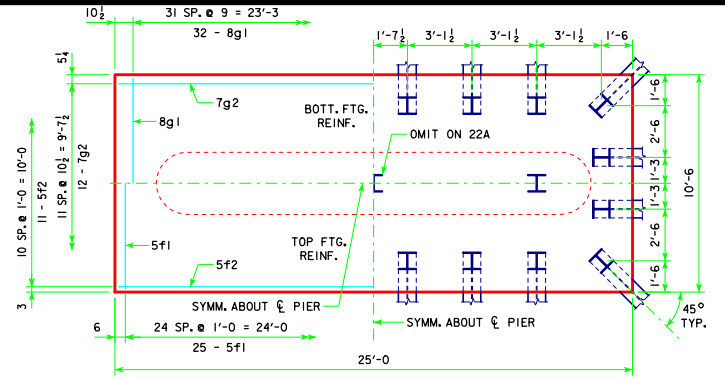 10½ 31 SP. @ 9 = 23'-3
32 - 8g1
1'-7½ 3'-1½ 3'-1½ 3'-1½ 1'-6
5¼
7g2
8g1
BOTT. FTG.
REINF.
OMIT ON 22A
10 SP. @ 1'-0 = 10'-0
11 - 5f2
11 SP. @ 10½ = 9'-7½
12 - 7g2
1'-6
2'-6
1'-3
1'-3
2'-6
1'-6
10'-6
5f1
TOP FTG.
REINF.
5f2
3
SYMM. ABOUT ℄ PIER
SYMM. ABOUT ℄ PIER
45°
TYP.
6 24 SP. @ 1'-0 = 24'-0
25 - 5f1
25'-0